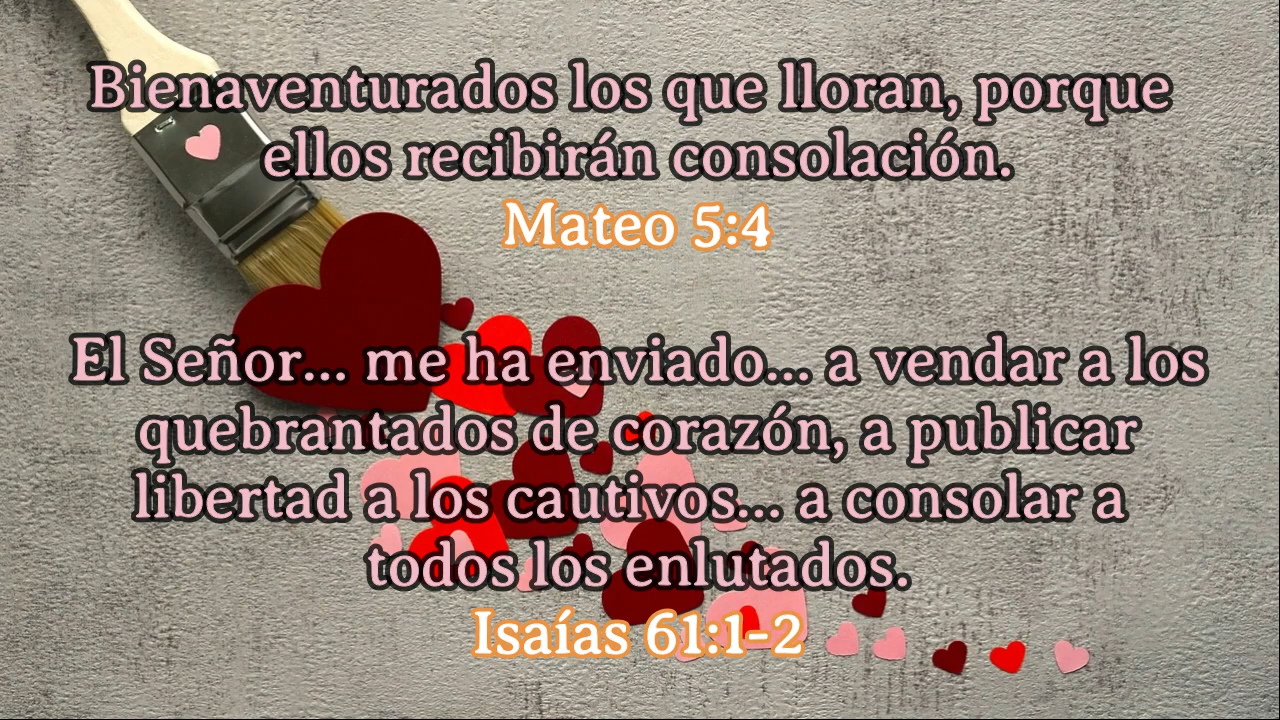 Bienaventurados los que lloran, porque
ellos recibirán consolación.
Mateo 5:4
El Señor... me ha enviado... a vendar a los
quebrantados de corazón, a publicar
libertad a los cautivos... a consolar a
todos los enlutados.
Isaías 61:1-2